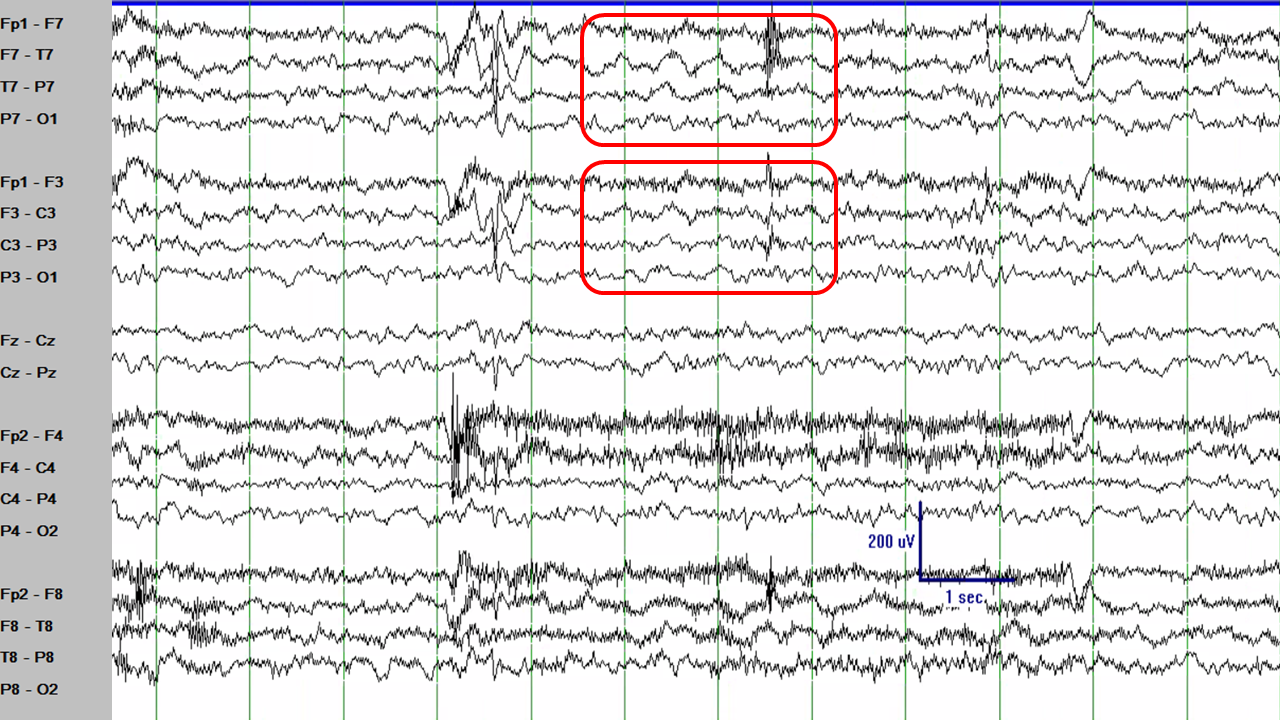 Fp1 - F7
F7 - T7
T7 - P7
P7 - O1
Fp1 - F3
F3 - C3
C3 - P3
P3 - O1
Fz - Cz
Cz - Pz
Fp2 - F4
F4 - C4
C4 - P4
P4 - O2
200 uV
1 sec.
Fp2 - F8
F8 - T8
T8 - P8
P8 - O2